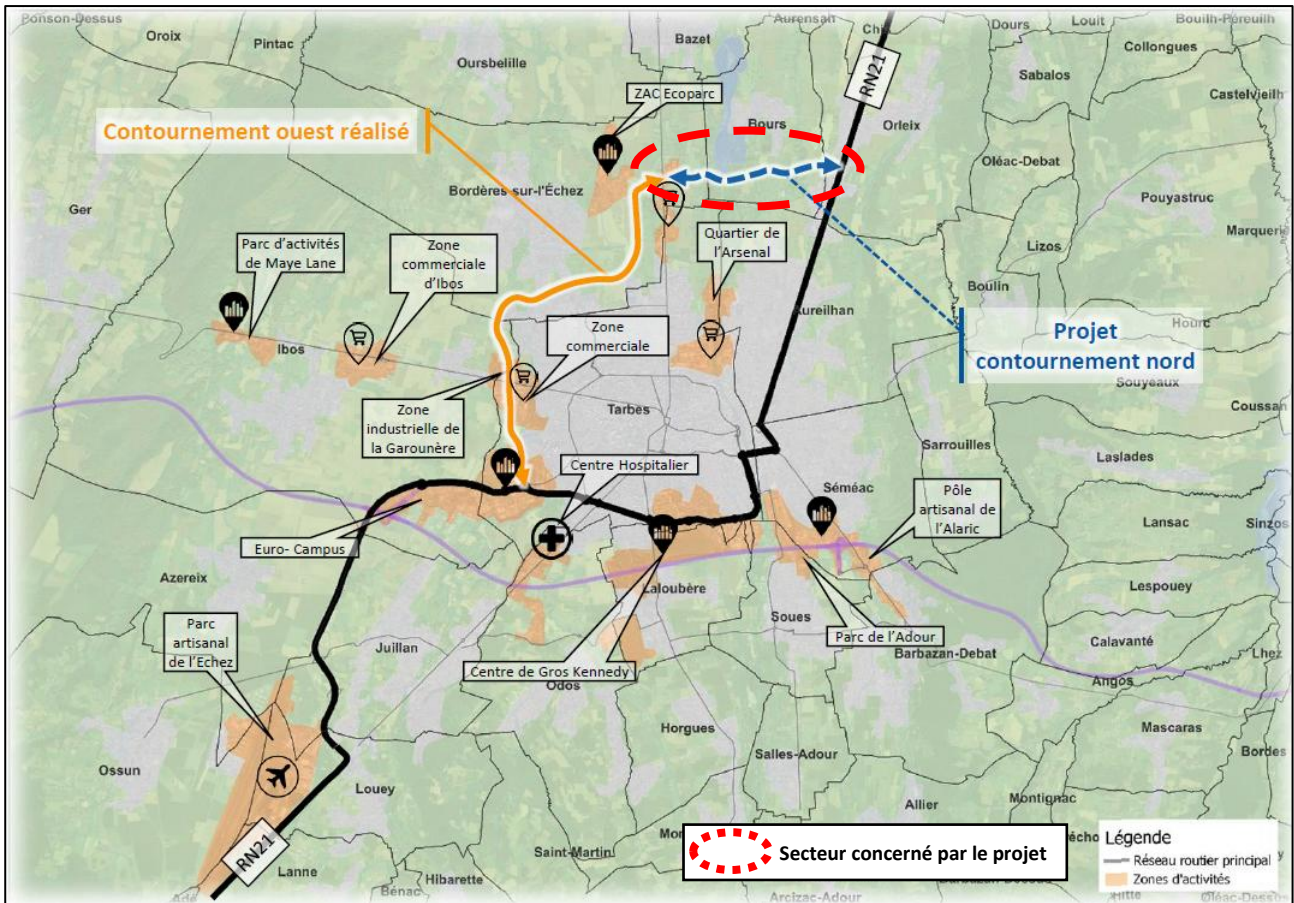 Ponson-Dessus
Oroix
Pintac
Oursbelille
Bazet
Aurensan
Dours
Louit
Bouilh-Péreuilh
Collongues
Sabalos
Castelvieilh
RN21
ZAC Ecoparc
Contournement ouest réalisé
Bours
Orleix
Oléac-Debat
Bordères-sur-l'Échez
Pouyastruc
Ger
Marquerie
Lizos
Parc d'activités
de Maye Lane
Zone
commerciale
d'Ibos
Quartier de
l'Arsenal
Boulin
Aureilhan
Hourc
Projet
contournement nord
Zone
commerciale
Ibos
Souyeaux
Coussan
Tarbes
Zone
industrielle de
la Garounère
Sarrouilles
Laslades
Centre Hospitalier
Séméac
Pôle
artisanal de
l'Alaric
Lansac
Sinzos
Euro- Campus
Azereix
Laloubère
Lespouey
Soues
Parc de l'Adour
Parc
artisanal
de l'Echez
Juillan
Calavanté
Lhez
Barbazan-Debat
Centre de Gros Kennedy
Odos
Angos
Horgues
Mascaras
Salles-Adour
Bordes
Ossun
Louey
Allier
Montignac
RN21
Lanne
Saint-Martin
Secteur concerné par le projet
Légende
Réseau routier principal
Zones d'activités
Adé
Bénac
Hibarette
Arcizac-Adour
Hitte
Oléac-Dessus